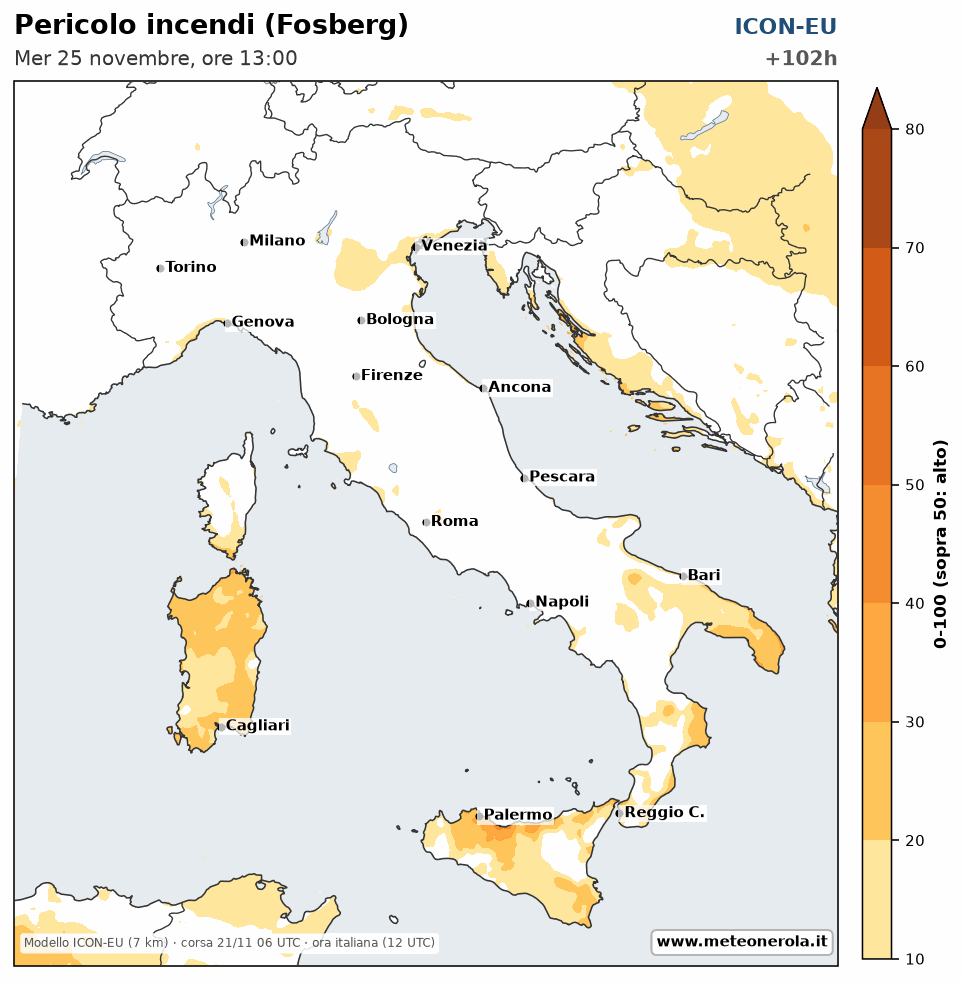 Pericolo incendi (Fosberg)
ICON-EU
Mer 25 novembre, ore 13:00
+102h
Milano
Venezia
Torino
Genova
Bologna
Firenze
Ancona
Pescara
Roma
Bari
Napoli
Cagliari
Palermo
Reggio C.
80
70
60
50
40
30
20
10
0-100 (sopra 50: alto)
Modello ICON-EU (7 km) · corsa 21/11 06 UTC · ora italiana (12 UTC)
www.meteonerola.it